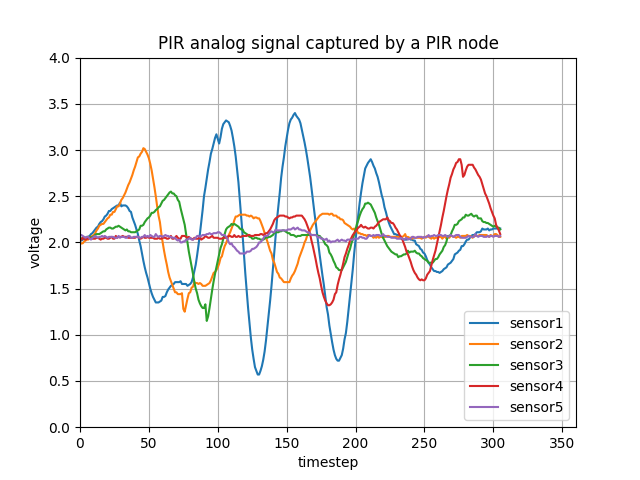 PIR analog signal captured by a PIR node
4.0
3.5
3.0
2.5
2.0
1.5
1.0
0.5
0.0
voltage
0 50 100 150 200 250 300 350
timestep
sensor1
sensor2
sensor3
sensor4
sensor5